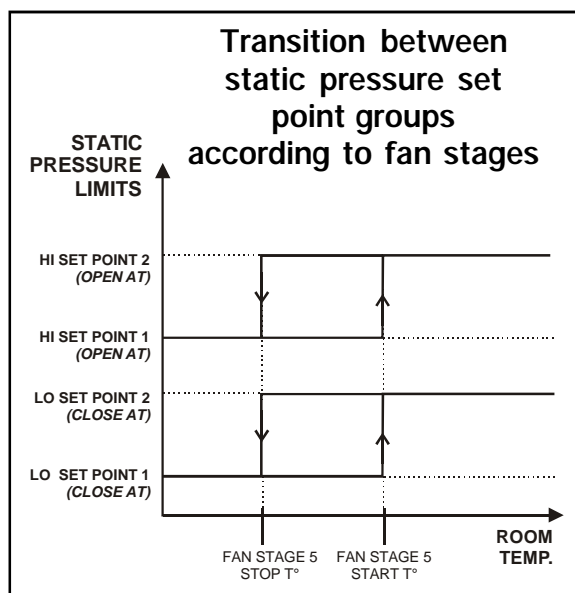 Transition between
static pressure set
point groups
according to fan stages
STATIC
PRESSURE
LIMITS
HI SET POINT 2
(OPEN AT)
HI SET POINT 1
(OPEN AT)
LO SET POINT 2
(CLOSE AT)
LO SET POINT 1
(CLOSE AT)
FAN STAGE 5
STOP T°
FAN STAGE 5
START T°
ROOM
TEMP.